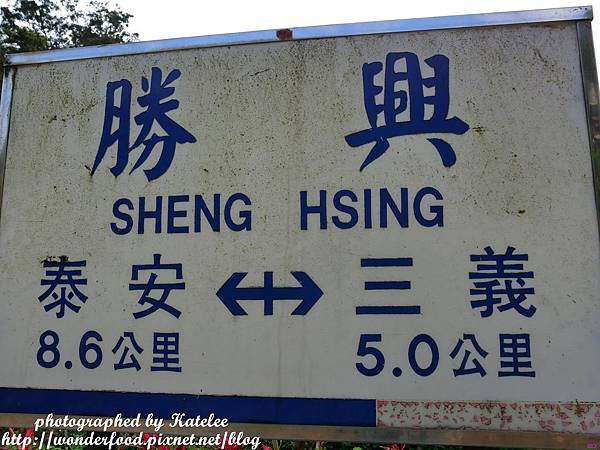 勝興
SHENG HSING
泰安 ↔ 三義
8.6公里 5.0公里
photographed by Katelee
http://wonderfood.pixnet.net/blog